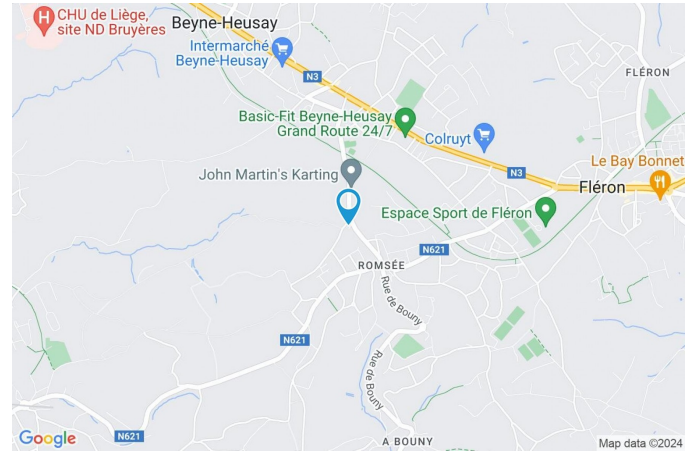 CHU de Liège,
site ND Bruyères
Beyne-Heusay
Intermarché
Beyne-Heusay
N3
FLÉRON
Basic-Fit Beyne-Heusay
Grand Route 24/7
Colruyt
N3
Le Bay Bonnet
John Martin's Karting
Fléron
Espace Sport de Fléron
N621
ROMSÉE
Rue de Bouny
N621
Rue de Bouny
N621
A BOUNY
Google
Map data ©2024